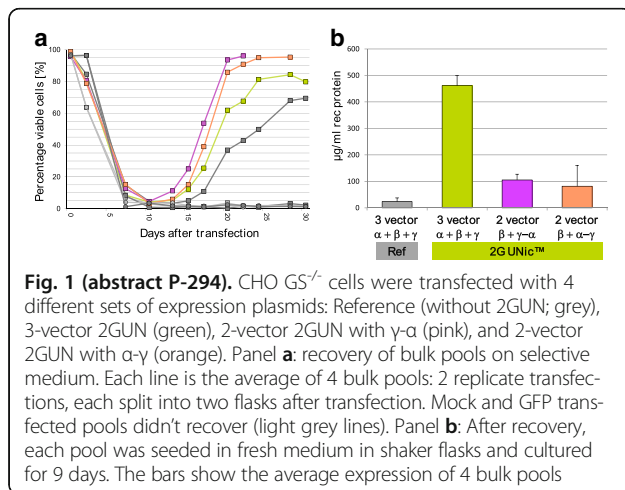 a
b
Percentage viable cells [%]
100
80
60
40
20
0
0
5
10
15
20
25
30
Days after transfection
µg/ml rec protein
600
500
400
300
200
100
0
3 vector 3 vector 2 vector 2 vector
α + β + γ α + β + γ β + γ-α β + α-γ
Ref 2G UNic™
Fig. 1 (abstract P-294). CHO GS-/- cells were transfected with 4
different sets of expression plasmids: Reference (without 2GUN; grey),
3-vector 2GUN (green), 2-vector 2GUN with γ-α (pink), and 2-vector
2GUN with α-γ (orange). Panel a: recovery of bulk pools on selective
medium. Each line is the average of 4 bulk pools: 2 replicate transfec-
tions, each split into two flasks after transfection. Mock and GFP trans-
fected pools didn't recover (light grey lines). Panel b: After recovery,
each pool was seeded in fresh medium in shaker flasks and cultured
for 9 days. The bars show the average expression of 4 bulk pools